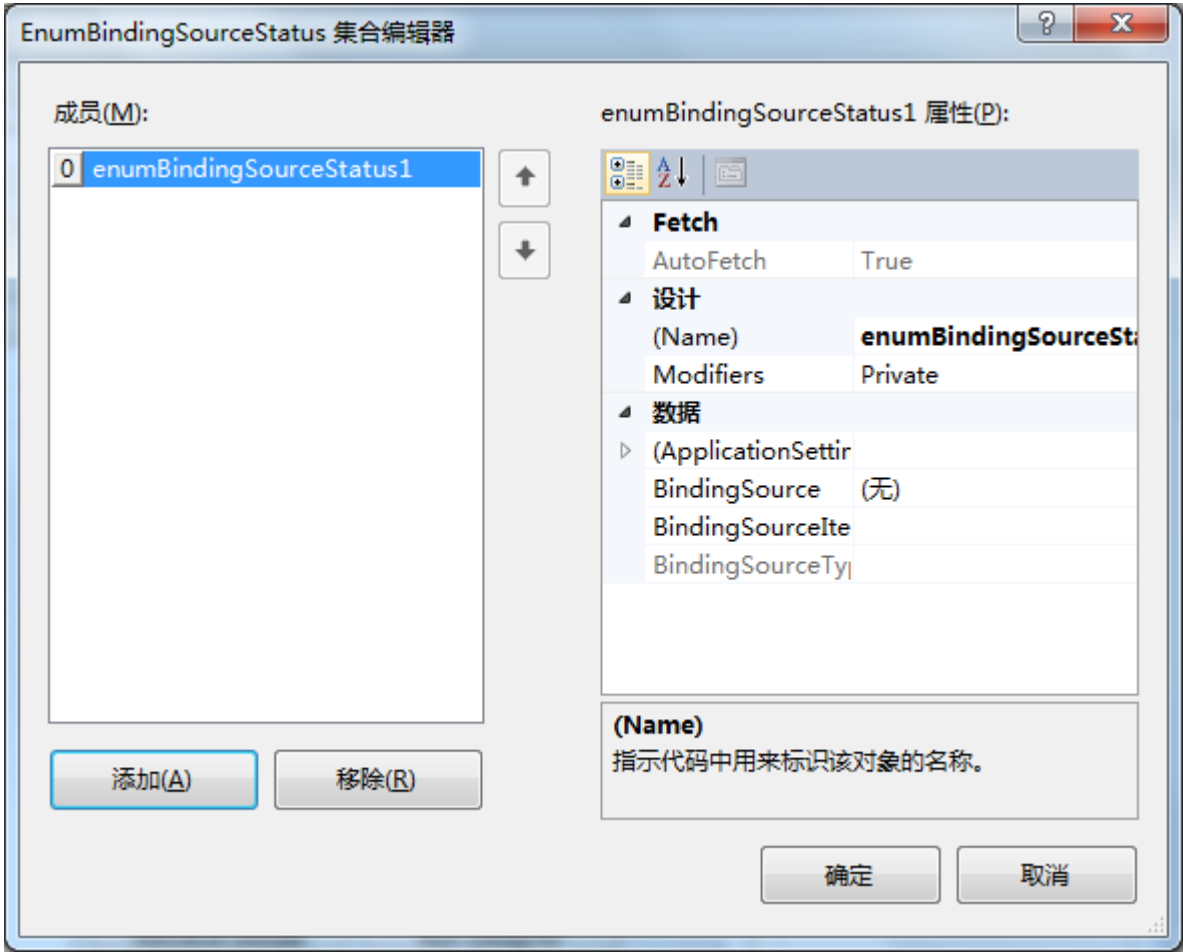 EnumBindingSourceStatus 集合编辑器
成员(M):
0 enumBindingSourceStatus1
添加(A)
移除(R)
enumBindingSourceStatus1 属性(P):
Fetch
AutoFetch True
设计
(Name) enumBindingSourceSta
Modifiers Private
数据
(ApplicationSettin
BindingSource (无)
BindingSourceIte
BindingSourceTy
(Name)
指示代码中用来标识该对象的名称。
确定
取消